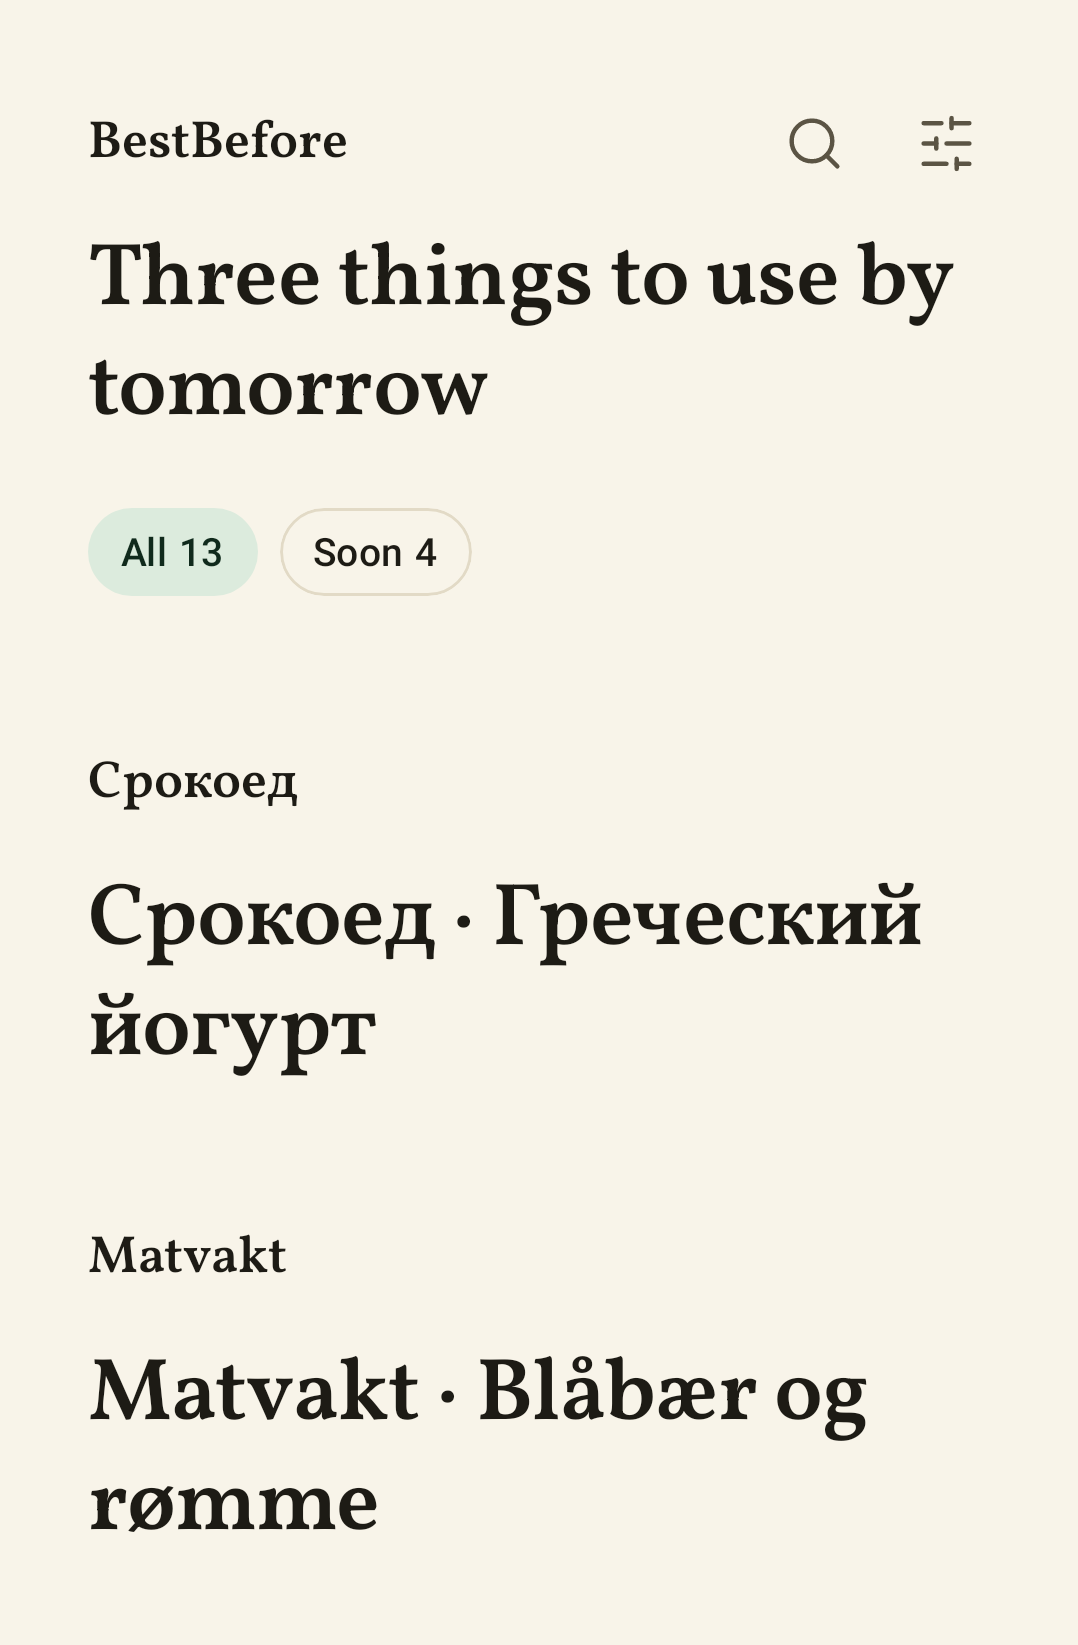 BestBefore
Three things to use by
tomorrow
All 13
Soon 4
Срокоед
Срокоед · Греческий
йогурт
Matvakt
Matvakt · Blåbær og
rømme